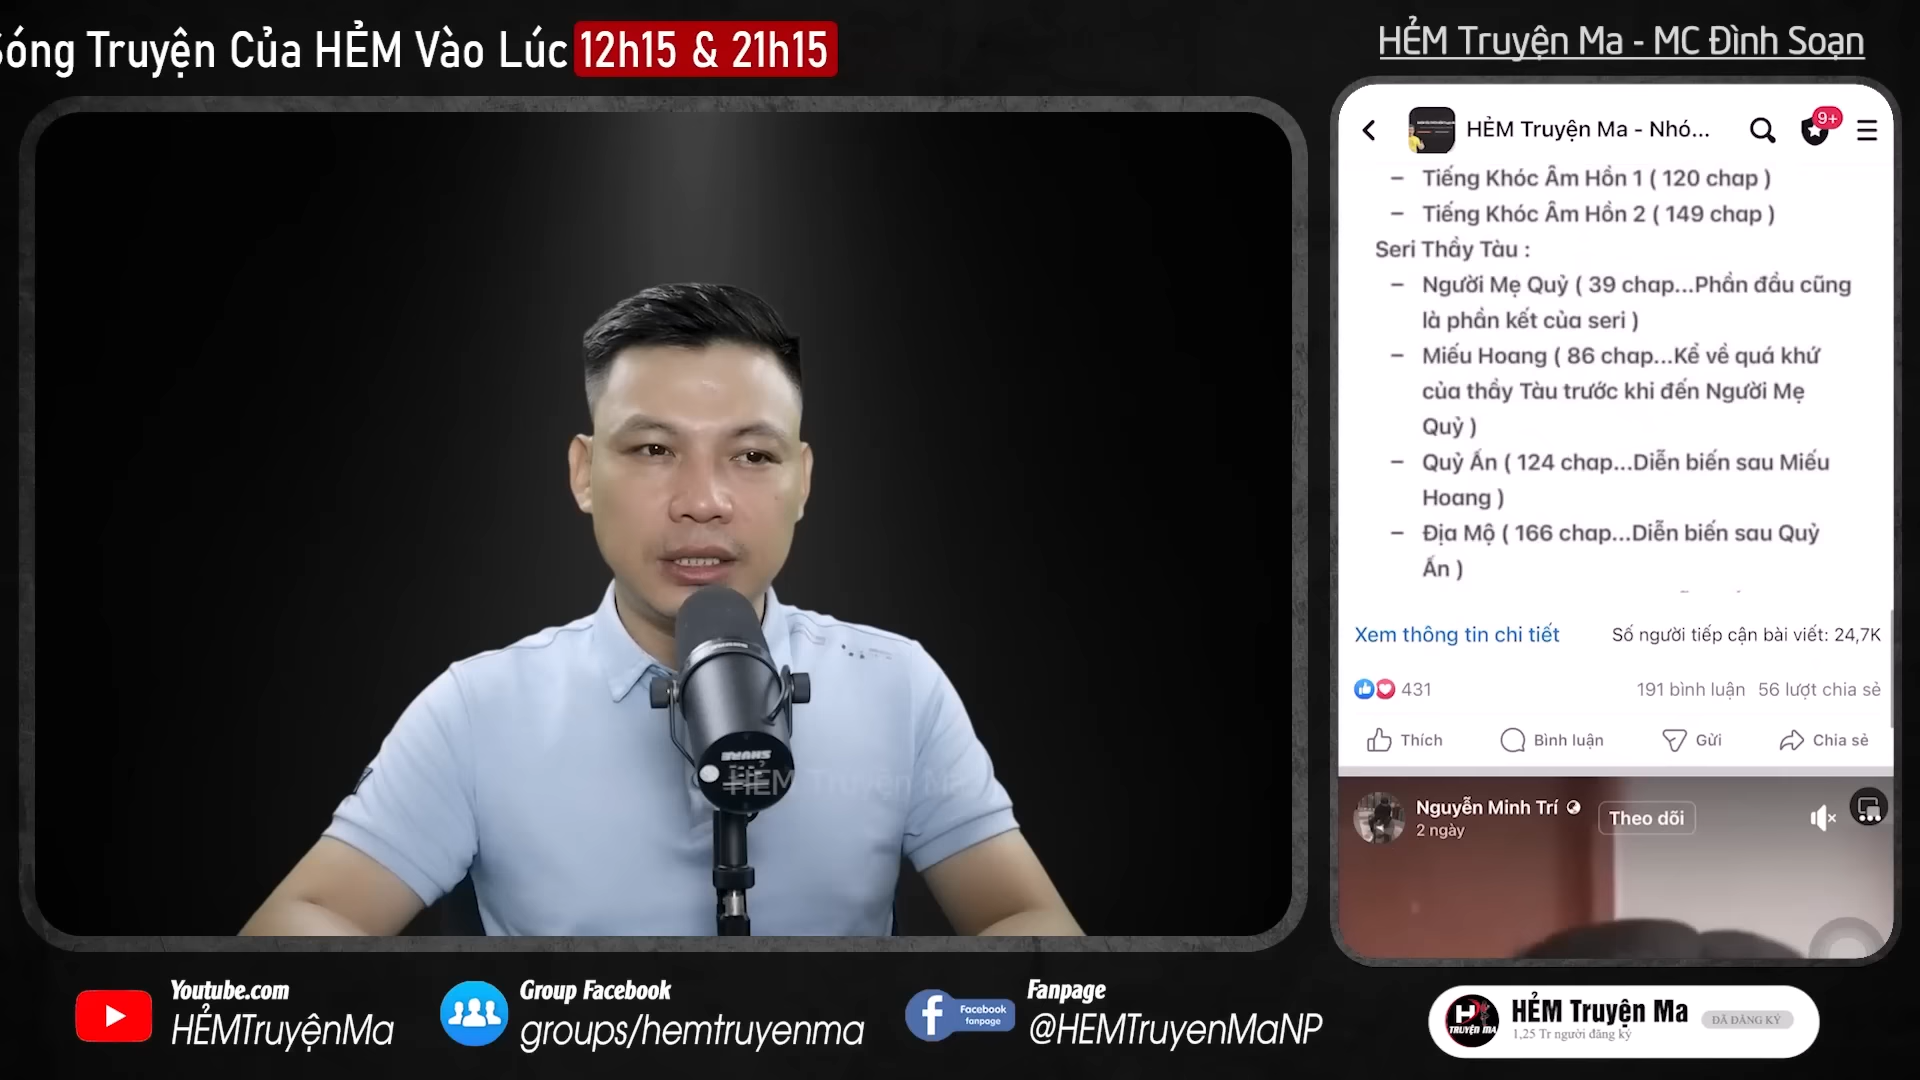 Sóng Truyện Của HẺM Vào Lúc 12h15 & 21h15
HẺM Truyện Ma - MC Đình Soạn
HẺM Truyện Ma - Nhó...
9+
– Tiếng Khóc Âm Hồn 1 ( 120 chap )
– Tiếng Khóc Âm Hồn 2 ( 149 chap )
Seri Thầy Tàu :
– Người Mẹ Quỷ ( 39 chap...Phần đầu cũng
là phần kết của seri )
– Miếu Hoang ( 86 chap...Kể về quá khứ
của thầy Tàu trước khi đến Người Mẹ
Quỷ )
– Quỷ Ấn ( 124 chap...Diễn biến sau Miếu
Hoang )
– Địa Mộ ( 166 chap...Diễn biến sau Quỷ
Ấn )
Xem thông tin chi tiết Số người tiếp cận bài viết: 24,7K
431 191 bình luận 56 lượt chia sẻ
Thích Bình luận Gửi Chia sẻ
Nguyễn Minh Trí Theo dõi
2 ngày
SHURE
HẺM Truyện Ma
Youtube.com
HẺMTruyệnMa
Group Facebook
groups/hemtruyenma
Facebook
fanpage
Fanpage
@HEMTruyenMaNP
H
TRUYỆN MA
HẺM Truyện Ma
1,25 Tr người đăng ký
ĐÃ ĐĂNG KÝ